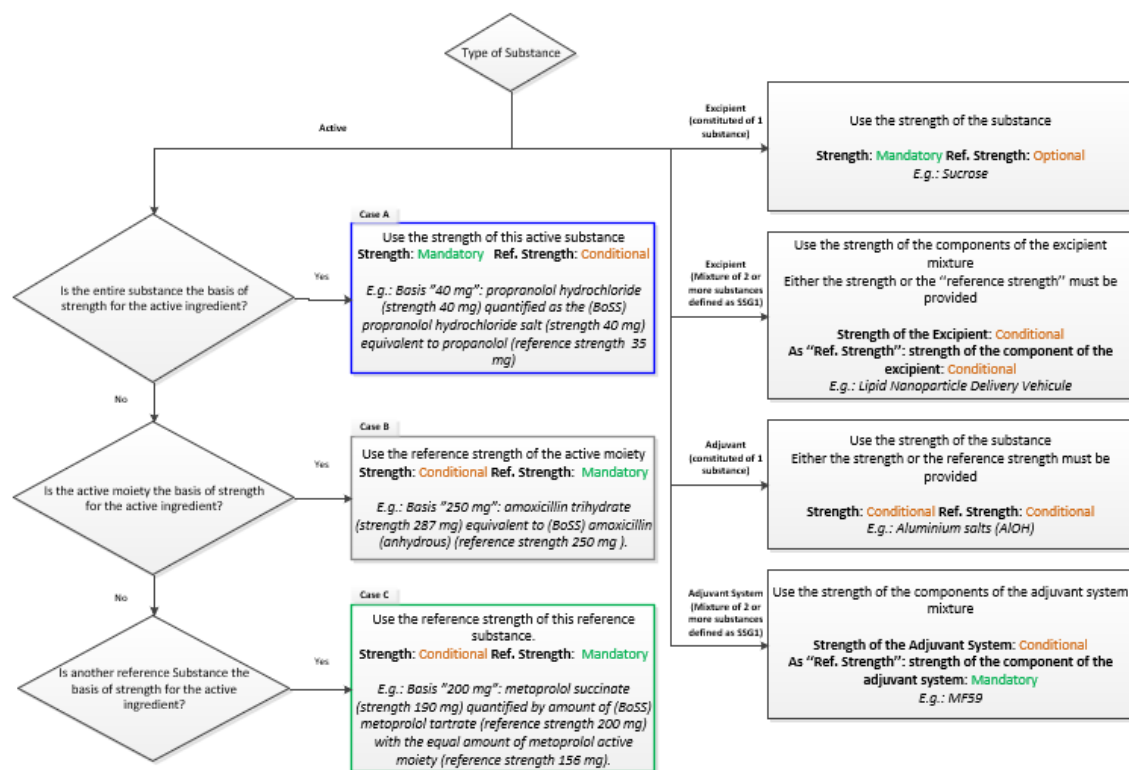 Type of Substance
Active
Is the entire substance the basis of
strength for the active ingredient?
Yes
No
Case A
Use the strength of this active substance
Strength: Mandatory Ref. Strength: Conditional
E.g.: Basis "40 mg": propranolol hydrochloride
(strength 40 mg) quantified as the (BoSS)
propranolol hydrochloride salt (strength 40 mg)
equivalent to propanolol (reference strength 35
mg)
Is the active moiety the basis of strength
for the active ingredient?
Yes
No
Case B
Use the reference strength of the active moiety
Strength: Conditional Ref. Strength: Mandatory
E.g.: Basis "250 mg": amoxicillin trihydrate
(strength 287 mg) equivalent to (BoSS) amoxicillin
(anhydrous) (reference strength 250 mg ).
Is another reference Substance the
basis of strength for the active
ingredient?
Yes
Case C
Use the reference strength of this reference
substance.
Strength: Conditional Ref. Strength: Mandatory
E.g.: Basis "200 mg": metoprolol succinate
(strength 190 mg) quantified by amount of (BoSS)
metoprolol tartrate (reference strength 200 mg)
with the equal amount of metoprolol active
moiety (reference strength 156 mg).
Excipient
(constituted of 1
substance)
Use the strength of the substance
Strength: Mandatory Ref. Strength: Optional
E.g.: Sucrose
Excipient
(Mixture of 2 or
more substances
defined as SSG1)
Use the strength of the components of the excipient
mixture
Either the strength or the "reference strength" must be
provided
Strength of the Excipient: Conditional
As "Ref. Strength": strength of the component of the
excipient: Conditional
E.g.: Lipid Nanoparticle Delivery Vehicule
Adjuvant
(constituted of 1
substance)
Use the strength of the substance
Either the strength or the reference strength must be
provided
Strength: Conditional Ref. Strength: Conditional
E.g.: Aluminium salts (AlOH)
Adjuvant System
(Mixture of 2 or
more substances
defined as SSG1)
Use the strength of the components of the adjuvant system
mixture
Strength of the Adjuvant System: Conditional
As "Ref. Strength": strength of the component of the
adjuvant system: Mandatory
E.g.: MF59